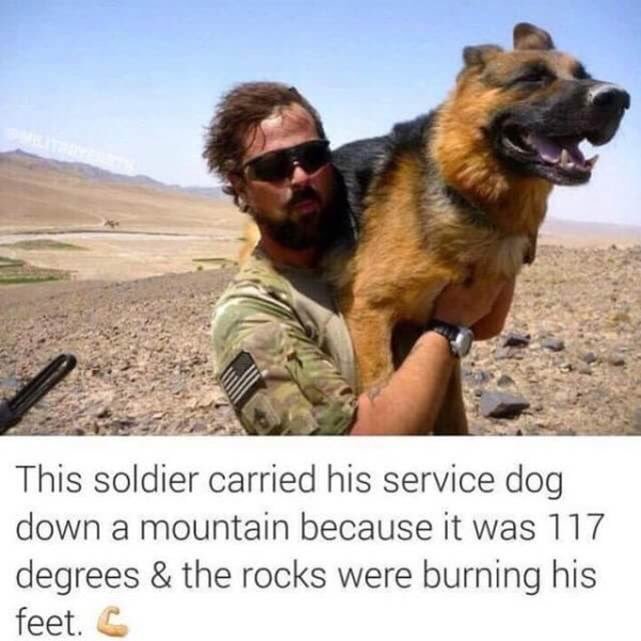 This soldier carried his service dog
down a mountain because it was 117
degrees & the rocks were burning his
feet. 💪🏼